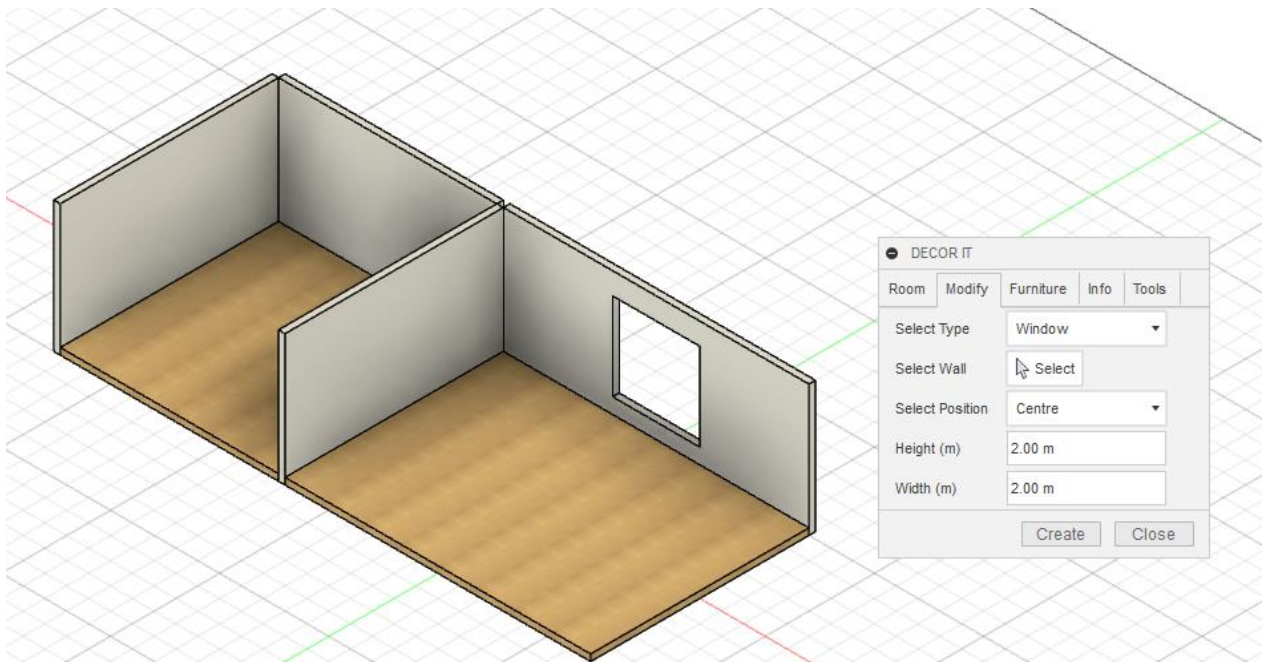 DECOR IT
Room Modify Furniture Info Tools
Select Type Window
Select Wall Select
Select Position Centre
Height (m) 2.00 m
Width (m) 2.00 m
Create Close